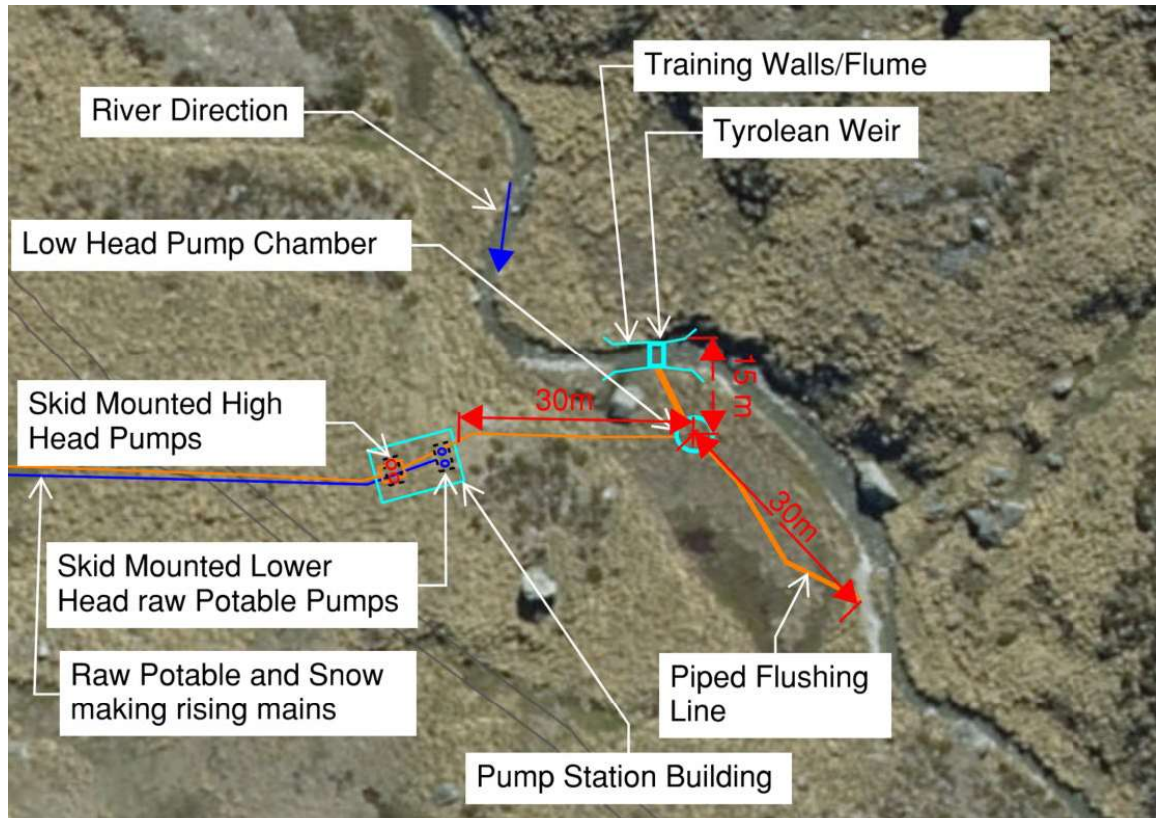 Training Walls/Flume
River Direction
Tyrolean Weir
Low Head Pump Chamber
15 m
30m
Skid Mounted High
Head Pumps
30m
Skid Mounted Lower
Head raw Potable Pumps
Raw Potable and Snow
making rising mains
Piped Flushing
Line
Pump Station Building